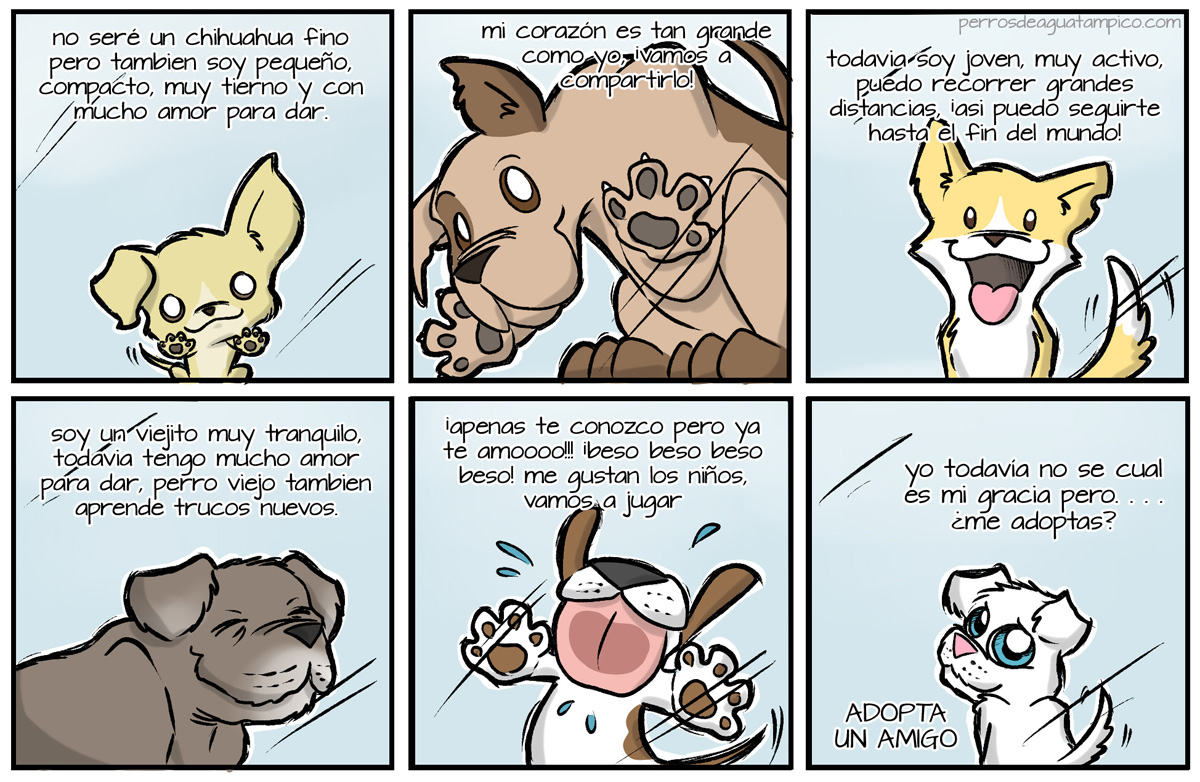 no seré un chihuahua fino
pero tambien soy pequeño,
compacto, muy tierno y con
mucho amor para dar.
mi corazón es tan grande
como yo, ¡vamos a
compartirlo!
perrosdeaguatampico.com
todavia soy joven, muy activo,
puedo recorrer grandes
distancias, ¡asi puedo seguirte
hasta el fin del mundo!
soy un viejito muy tranquilo,
todavia tengo mucho amor
para dar, perro viejo tambien
aprende trucos nuevos.
¡apenas te conozco pero ya
te amoooo!!! ¡beso beso beso
beso! me gustan los niños,
vamos a jugar
yo todavía no se cual
es mi gracia pero. . . .
¿me adoptas?
ADOPTA
UN AMIGO